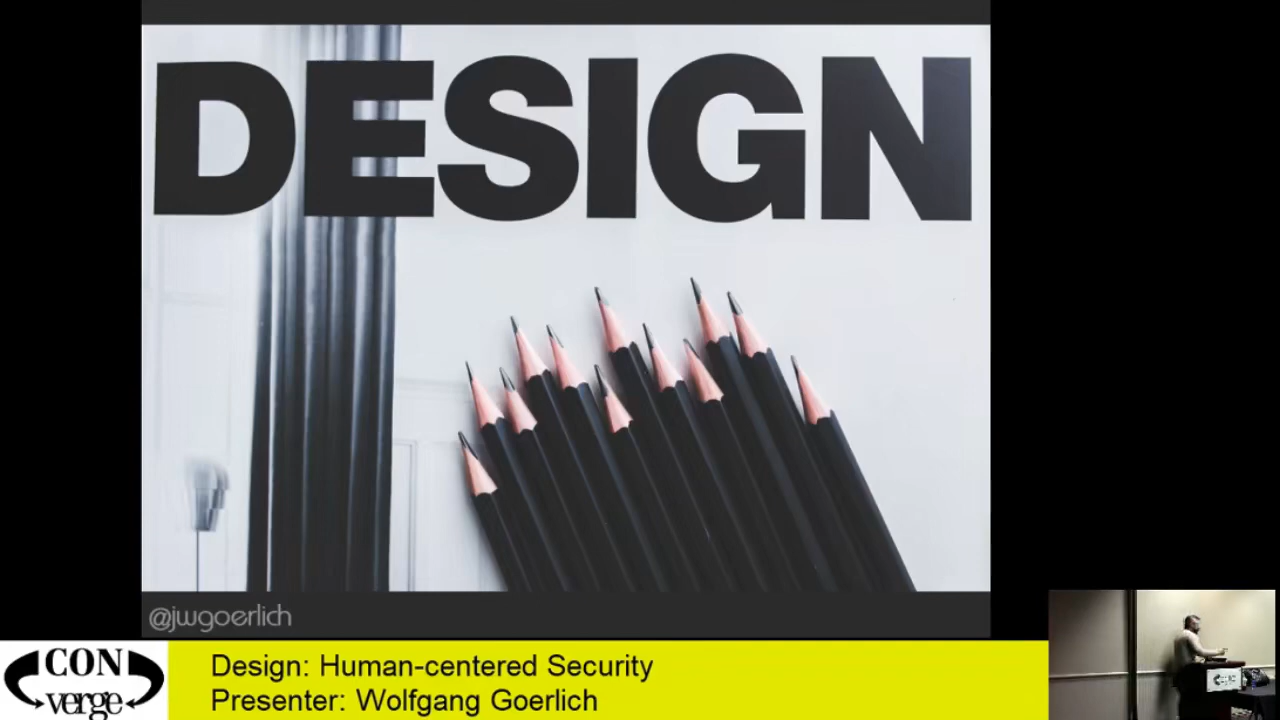 DESIGN
@jwgoerlich
CON
verge
Design: Human-centered Security
Presenter: Wolfgang Goerlich